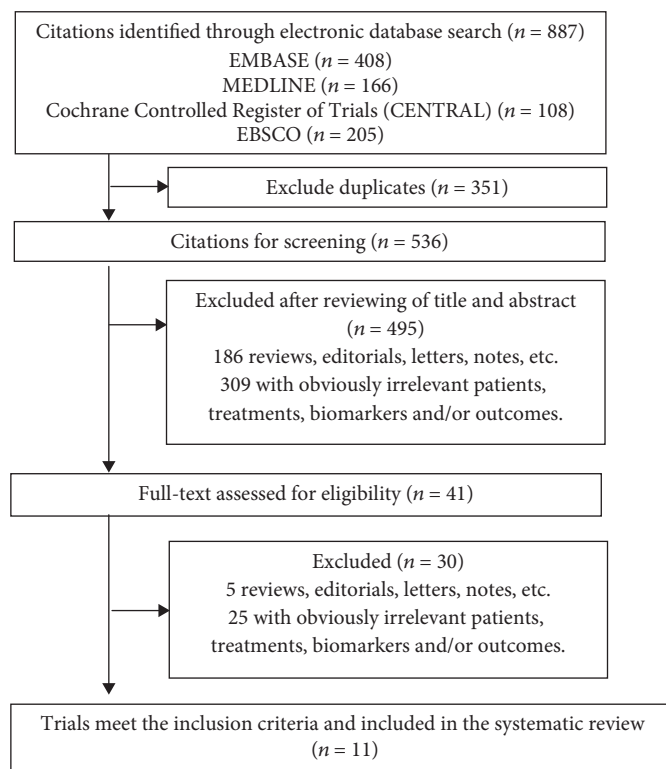 Citations identified through electronic database search (n = 887)
EMBASE (n = 408)
MEDLINE (n = 166)
Cochrane Controlled Register of Trials (CENTRAL) (n = 108)
EBSCO (n = 205)
Exclude duplicates (n = 351)
Citations for screening (n = 536)
Excluded after reviewing of title and abstract
(n = 495)
186 reviews, editorials, letters, notes, etc.
309 with obviously irrelevant patients,
treatments, biomarkers and/or outcomes.
Full-text assessed for eligibility (n = 41)
Excluded (n = 30)
5 reviews, editorials, letters, notes, etc.
25 with obviously irrelevant patients,
treatments, biomarkers and/or outcomes.
Trials meet the inclusion criteria and included in the systematic review
(n = 11)